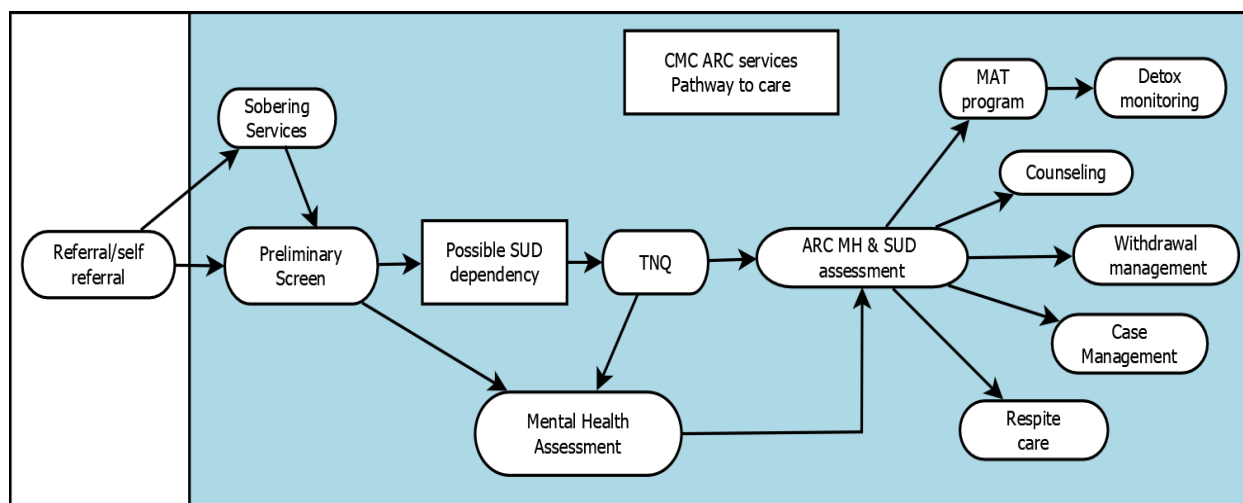 CMC ARC services
Pathway to care
Sobering
Services
Referral/self
referral
Preliminary
Screen
Possible SUD
dependency
TNQ
Mental Health
Assessment
ARC MH & SUD
assessment
MAT
program
Detox
monitoring
Counseling
Withdrawal
management
Case
Management
Respite
care